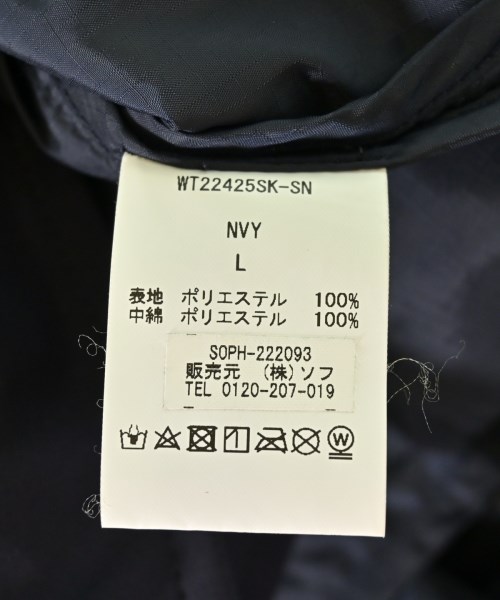 WT22425SK-SN
NVY
L
表地 ポリエステル 100%
中綿 ポリエステル 100%
SOPH-222093
販売元 (株)ソフ
TEL 0120-207-019
W